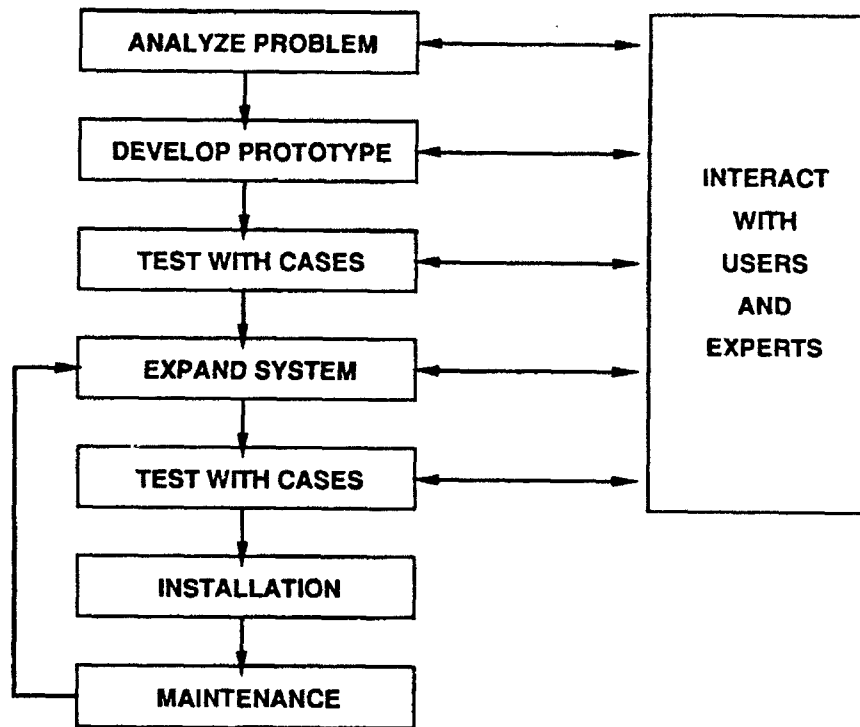 ANALYZE PROBLEM
DEVELOP PROTOTYPE
TEST WITH CASES
EXPAND SYSTEM
TEST WITH CASES
INSTALLATION
MAINTENANCE
INTERACT
WITH
USERS
AND
EXPERTS